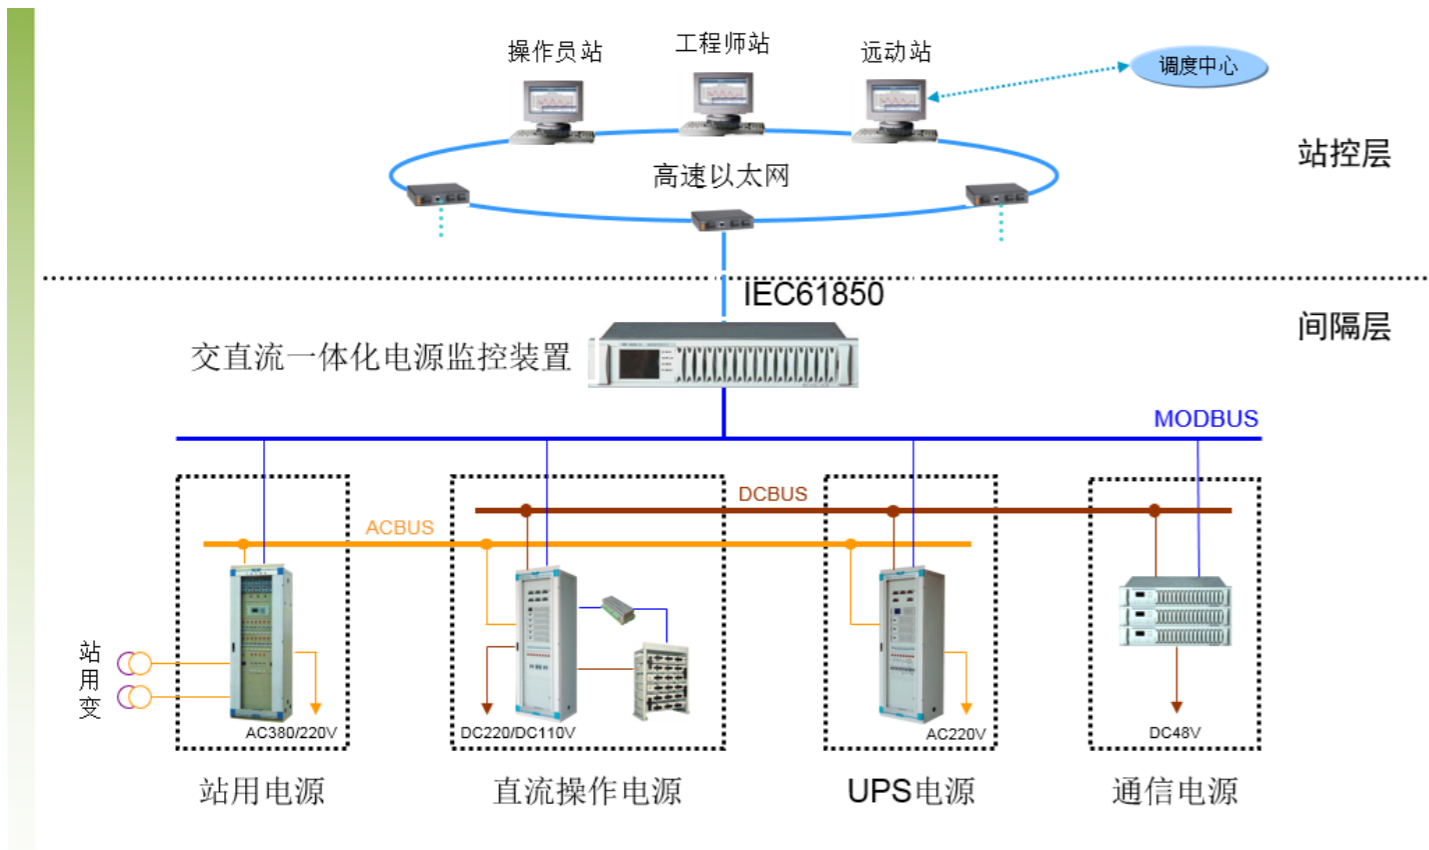 操作员站
工程师站
远动站
调度中心
高速以太网
站控层
IEC61850
间隔层
交直流一体化电源监控装置
MODBUS
DCBUS
ACBUS
站用变
AC380/220V
DC220/DC110V
AC220V
DC48V
站用电源
直流操作电源
UPS电源
通信电源